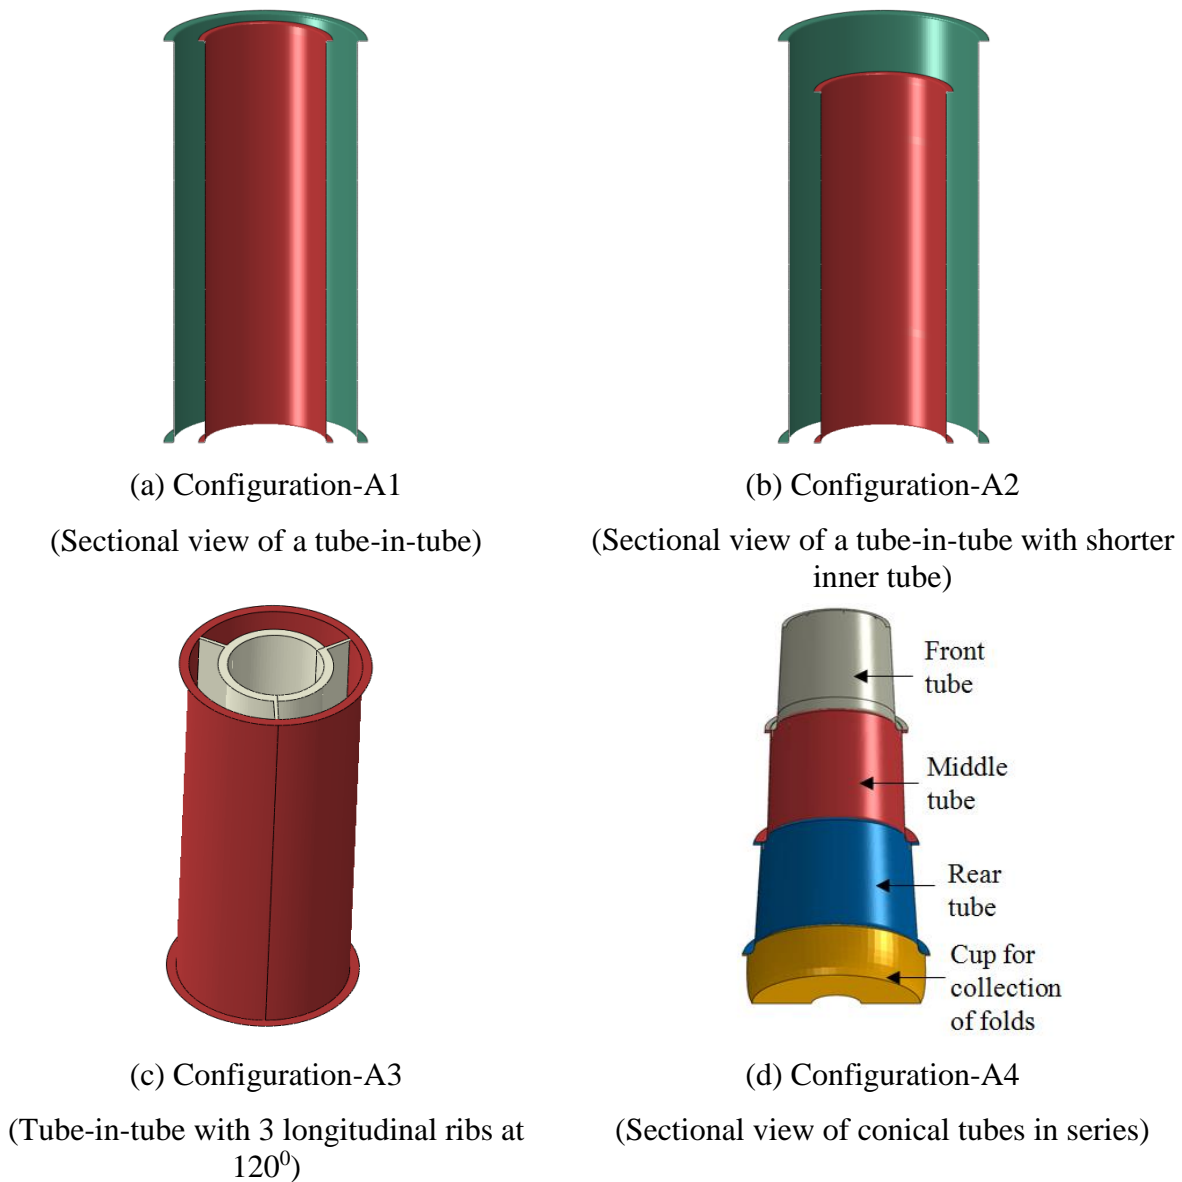 (a) Configuration-A1
(Sectional view of a tube-in-tube)
(b) Configuration-A2
(Sectional view of a tube-in-tube with shorter
inner tube)
(c) Configuration-A3
(Tube-in-tube with 3 longitudinal ribs at
120⁰)
Front
tube
Middle
tube
Rear
tube
Cup for
collection
of folds
(d) Configuration-A4
(Sectional view of conical tubes in series)